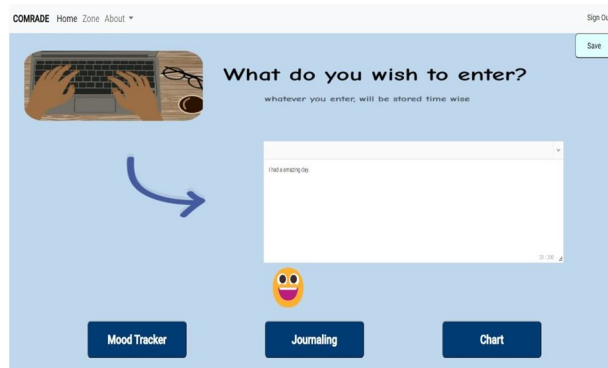 COMRADE Home Zone About
Sign Ou
Save
What do you wish to enter?
whatever you enter, will be stored time wise
I had a amazing day.
Mood Tracker
Journaling
Chart